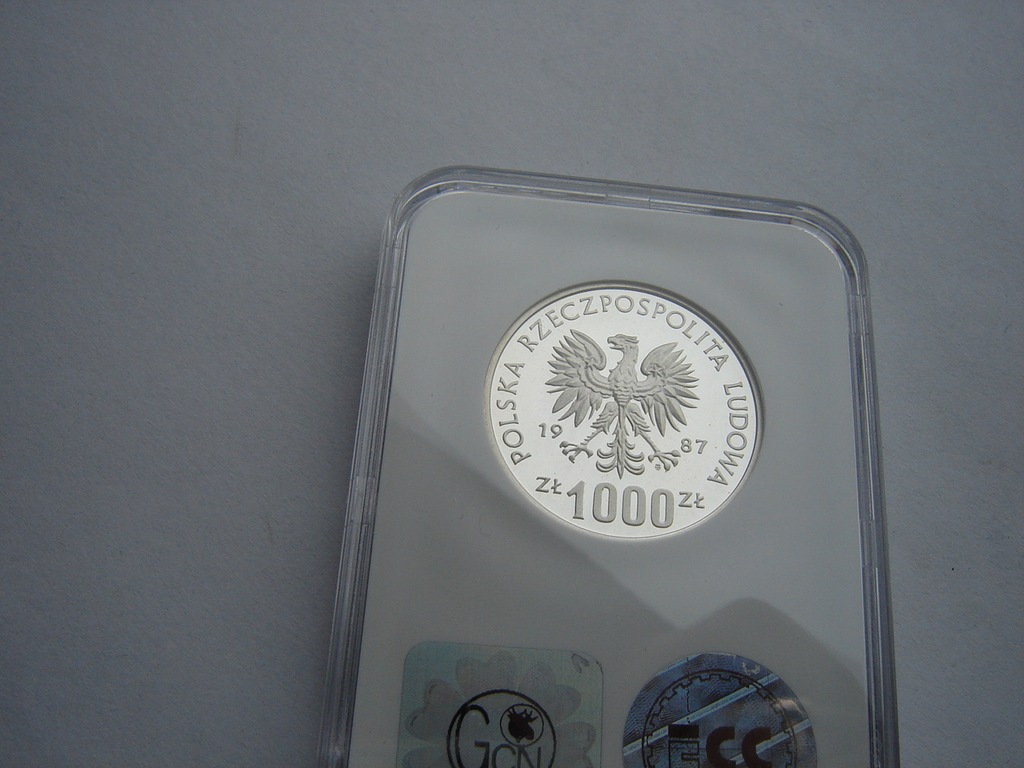 POLSKA RZECZPOSPOLITA LUDOWA
19 87
ZŁ 1000 ZŁ
GCN